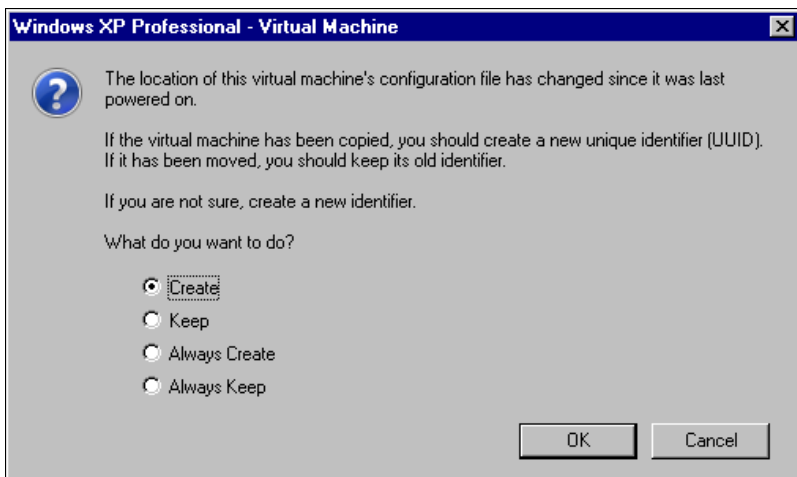 Windows XP Professional - Virtual Machine
The location of this virtual machine's configuration file has changed since it was last
powered on.
If the virtual machine has been copied, you should create a new unique identifier (UUID).
If it has been moved, you should keep its old identifier.
If you are not sure, create a new identifier.
What do you want to do?
Create
Keep
Always Create
Always Keep
OK
Cancel